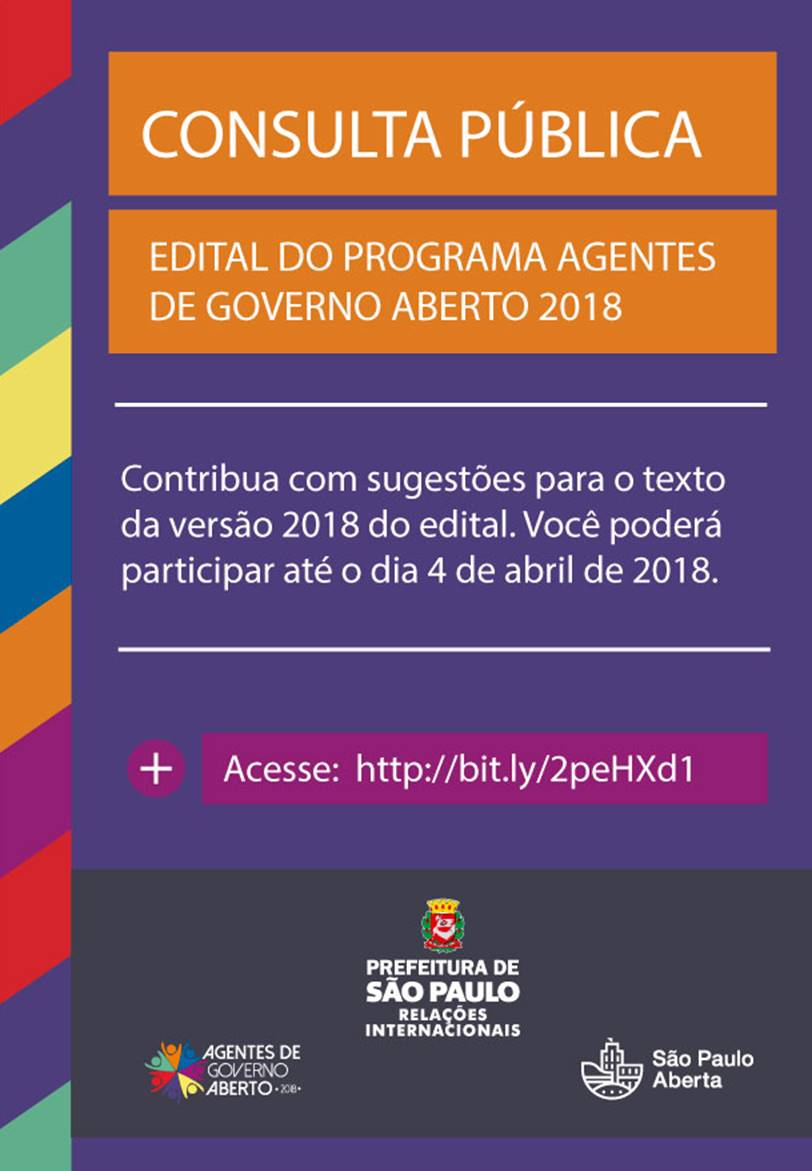 CONSULTA PÚBLICA
EDITAL DO PROGRAMA AGENTES
DE GOVERNO ABERTO 2018
Contribua com sugestões para o texto
da versão 2018 do edital. Você poderá
participar até o dia 4 de abril de 2018.
+ Acesse: http://bit.ly/2peHXd1
PREFEITURA DE
SÃO PAULO
RELAÇÕES
INTERNACIONAIS
AGENTES DE
GOVERNO
ABERTO •2018•
São Paulo
Aberta